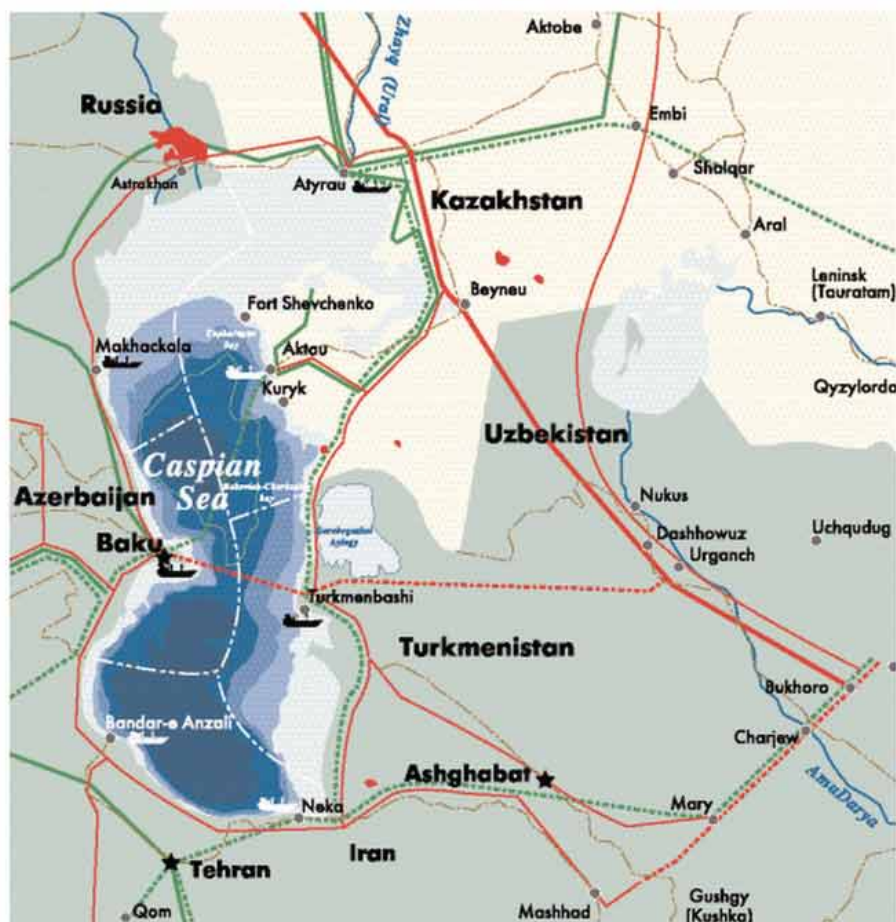 Aktobe
Zhayq (Ural)
Russia
Embi
Astrakhan
Atyrau
Shalqar
Kazakhstan
Aral
Leninsk
(Tauratam)
Fort Shevchenko
Beyneu
Makhackala
Aktau
Kuryk
Qyzylorda
Uzbekistan
Caspian
Sea
Azerbaijan
Nukus
Baku
Dashhowuz
Uchqudug
Urganch
Turkmenbashi
Turkmenistan
Bukhoro
Bandar-e Anzali
Charjew
Ashghabat
AmuDarya
Neka
Mary
Iran
Tehran
Mashhad
Gushgy
(Kushka)
Qom